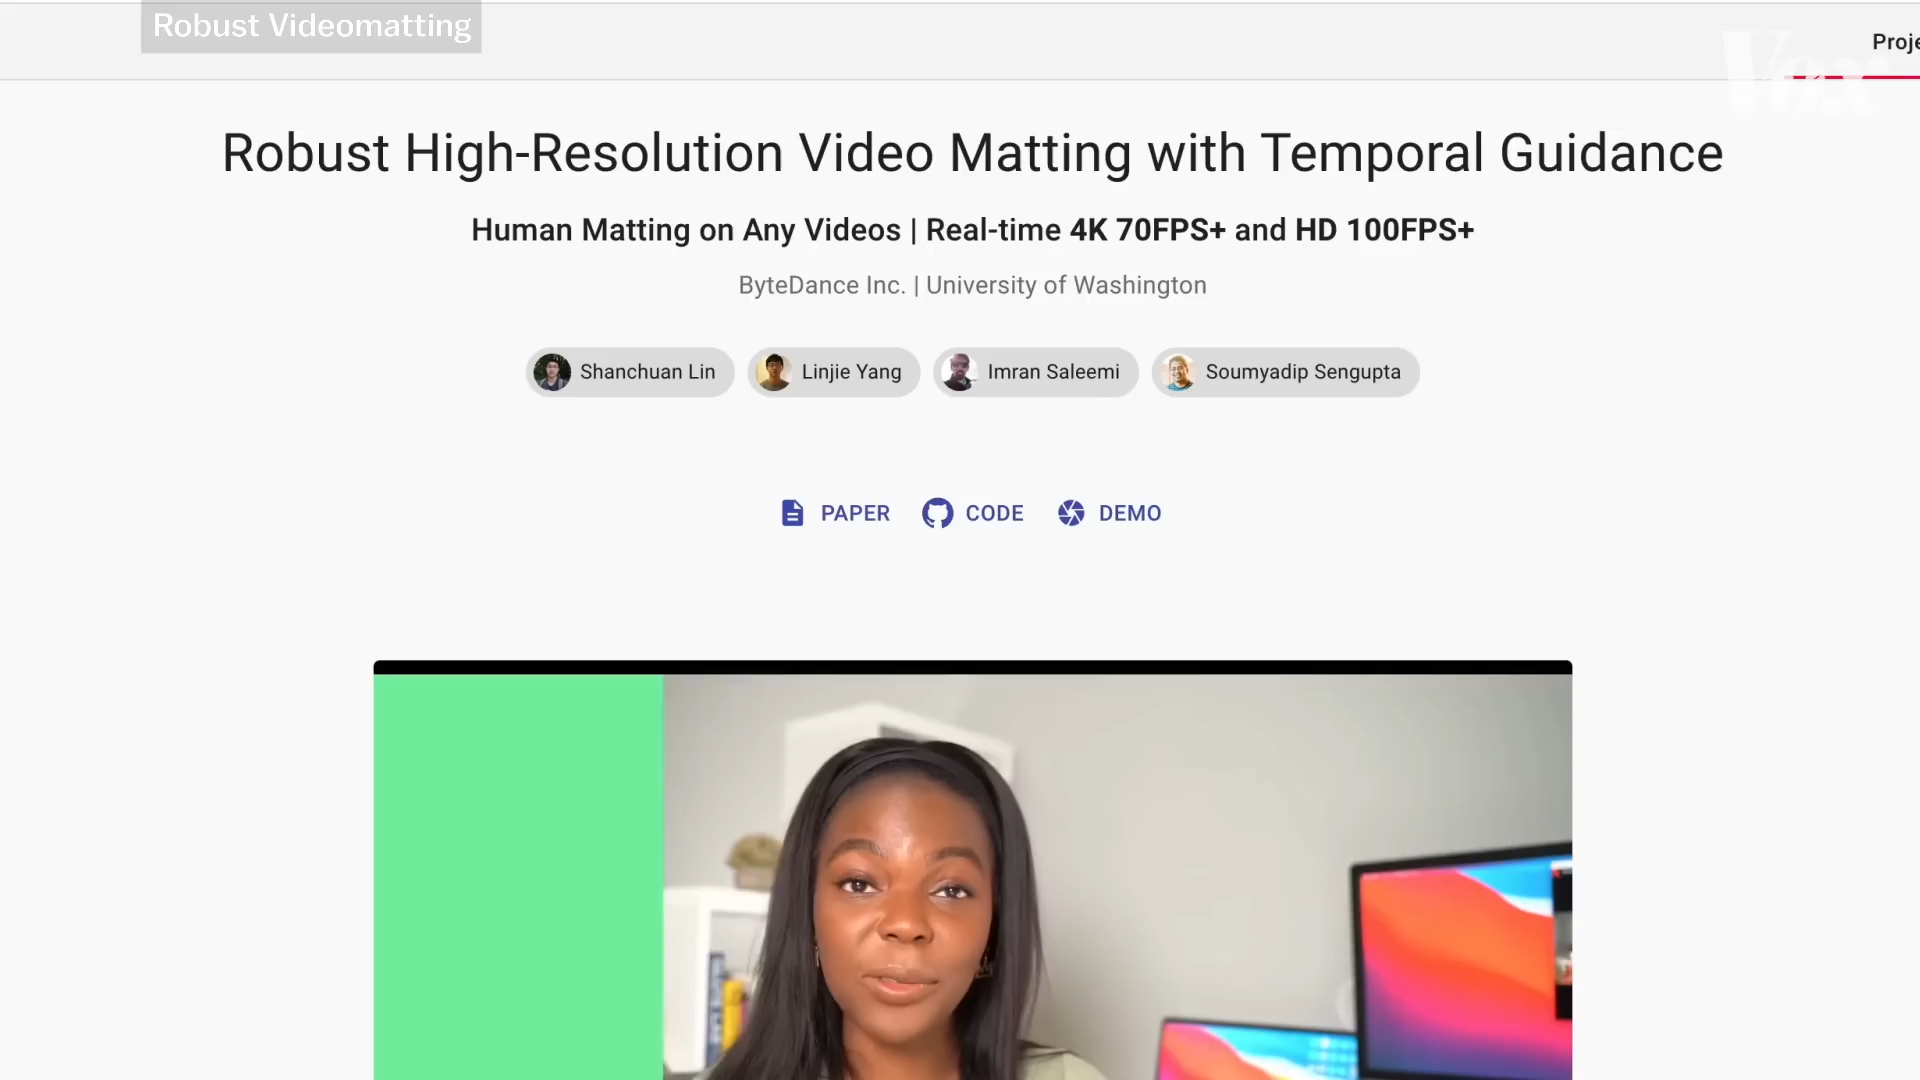 Robust Videomatting
Proje
Vox
Robust High-Resolution Video Matting with Temporal Guidance
Human Matting on Any Videos | Real-time 4K 70FPS+ and HD 100FPS+
ByteDance Inc. | University of Washington
Shanchuan Lin Linjie Yang Imran Saleemi Soumyadip Sengupta
PAPER CODE DEMO